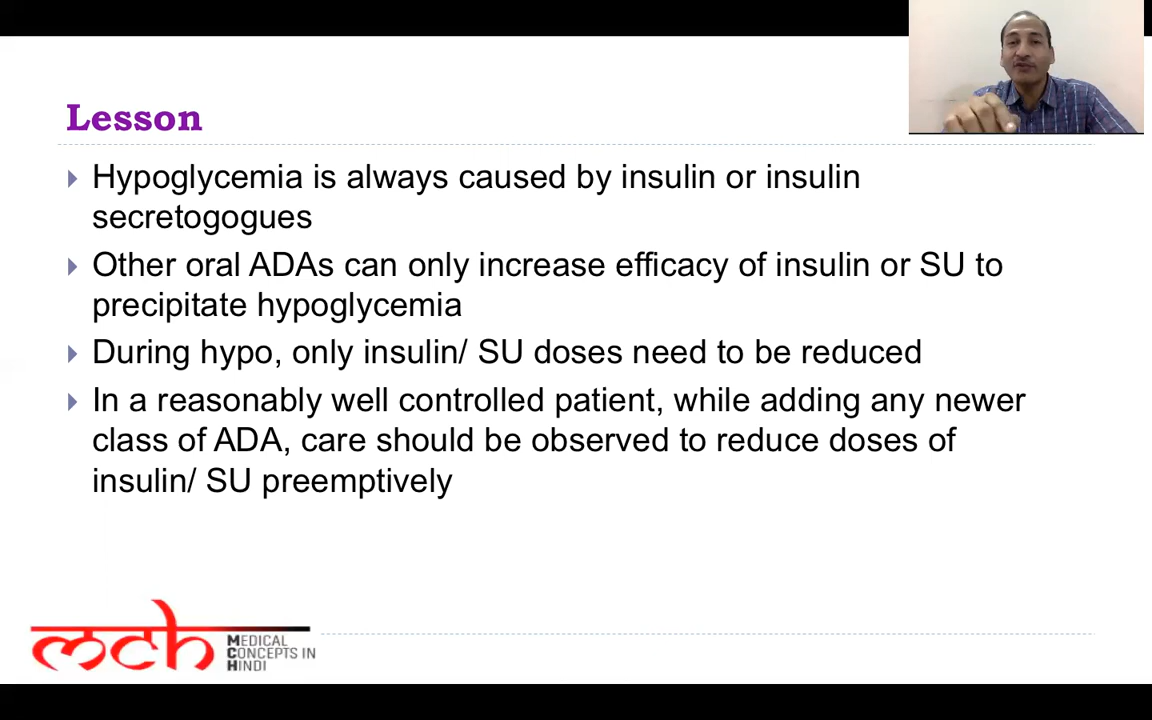 Lesson
Hypoglycemia is always caused by insulin or insulin
secretogogues
Other oral ADAs can only increase efficacy of insulin or SU to
precipitate hypoglycemia
During hypo, only insulin/ SU doses need to be reduced
In a reasonably well controlled patient, while adding any newer
class of ADA, care should be observed to reduce doses of
insulin/ SU preemptively
mch
MEDICAL
CONCEPTS IN
HINDI